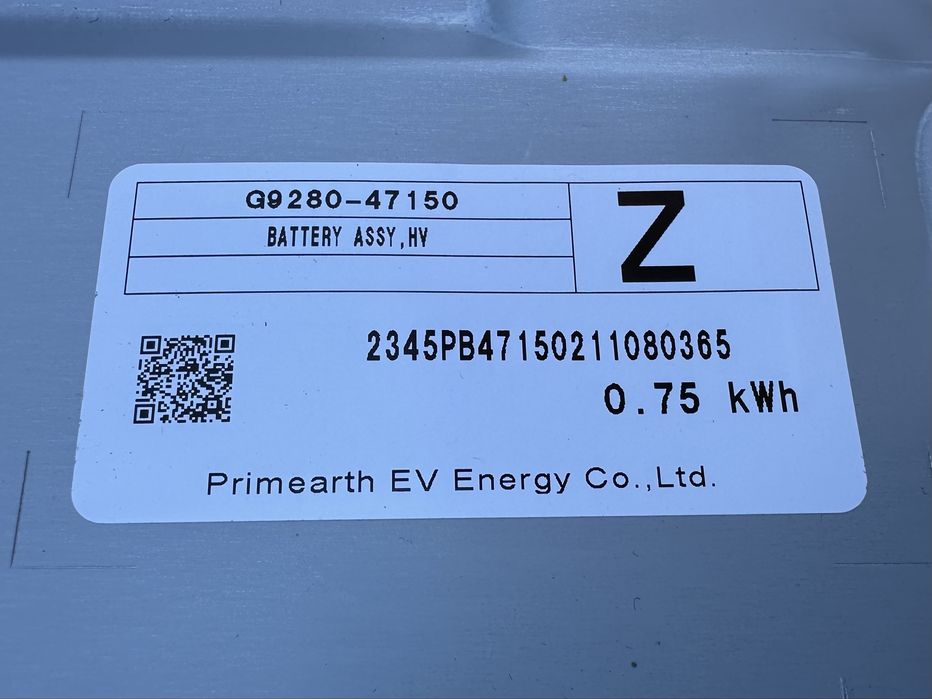 G9280-47150
BATTERY ASSY,HV
Z
2345PB47150211080365
0.75 kWh
Primearth EV Energy Co.,Ltd.